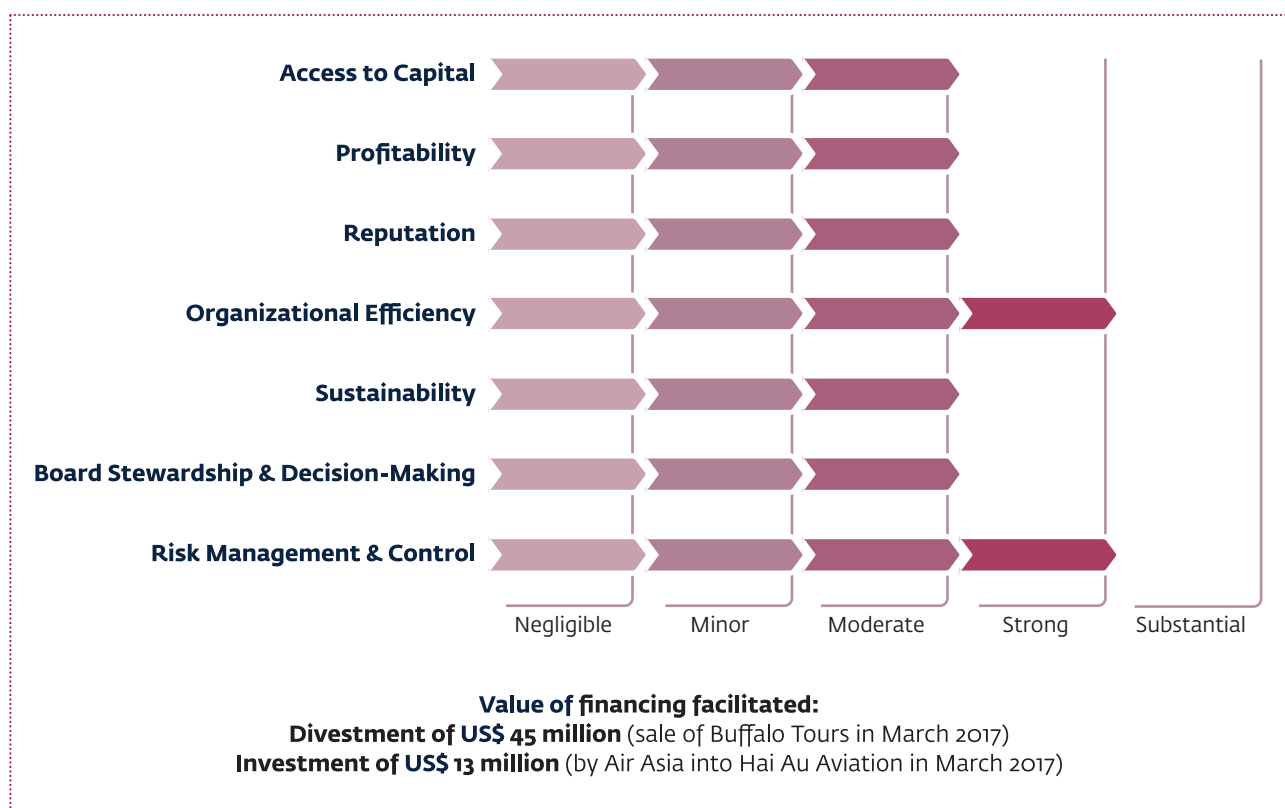 Access to Capital
Profitability
Reputation
Organizational Efficiency
Sustainability
Board Stewardship & Decision-Making
Risk Management & Control
Negligible
Minor
Moderate
Strong
Substantial
Value of financing facilitated:
Divestment of US$ 45 million (sale of Buffalo Tours in March 2017)
Investment of US$ 13 million (by Air Asia into Hai Au Aviation in March 2017)